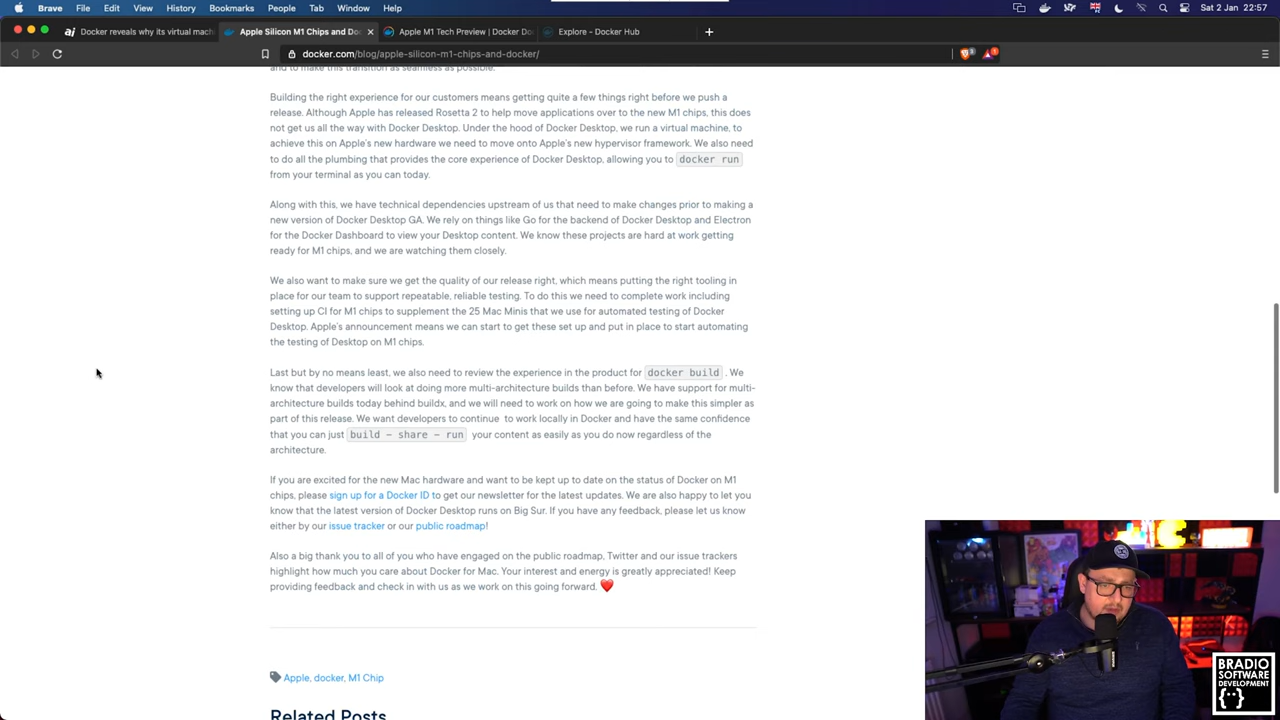 Brave File Edit View History Bookmarks People Tab Window Help Sat 2 Jan 22:57
Docker reveals why its virtual mach Apple Silicon M1 Chips and Do Apple M1 Tech Preview | Docker Do Explore - Docker Hub
docker.com/blog/apple-silicon-m1-chips-and-docker/
and to make this transition as seamless as possible.
Building the right experience for our customers means getting quite a few things right before we push a
release. Although Apple has released Rosetta 2 to help move applications over to the new M1 chips, this does
not get us all the way with Docker Desktop. Under the hood of Docker Desktop, we run a virtual machine, to
achieve this on Apple's new hardware we need to move onto Apple's new hypervisor framework. We also need
to do all the plumbing that provides the core experience of Docker Desktop, allowing you to docker run
from your terminal as you can today.
Along with this, we have technical dependencies upstream of us that need to make changes prior to making a
new version of Docker Desktop GA. We rely on things like Go for the backend of Docker Desktop and Electron
for the Docker Dashboard to view your Desktop content. We know these projects are hard at work getting
ready for M1 chips, and we are watching them closely.
We also want to make sure we get the quality of our release right, which means putting the right tooling in
place for our team to support repeatable, reliable testing. To do this we need to complete work including
setting up CI for M1 chips to supplement the 25 Mac Minis that we use for automated testing of Docker
Desktop. Apple's announcement means we can start to get these set up and put in place to start automating
the testing of Desktop on M1 chips.
Last but by no means least, we also need to review the experience in the product for docker build . We
know that developers will look at doing more multi-architecture builds than before. We have support for multi-
architecture builds today behind buildx, and we will need to work on how we are going to make this simpler as
part of this release. We want developers to continue to work locally in Docker and have the same confidence
that you can just build – share – run your content as easily as you do now regardless of the
architecture.
If you are excited for the new Mac hardware and want to be kept up to date on the status of Docker on M1
chips, please sign up for a Docker ID to get our newsletter for the latest updates. We are also happy to let you
know that the latest version of Docker Desktop runs on Big Sur. If you have any feedback, please let us know
either by our issue tracker or our public roadmap!
Also a big thank you to all of you who have engaged on the public roadmap, Twitter and our issue trackers
highlight how much you care about Docker for Mac. Your interest and energy is greatly appreciated! Keep
providing feedback and check in with us as we work on this going forward. ❤️
Apple, docker, M1 Chip
Related Posts
BRADIO
SOFTWARE
DEVELOPMENT
{··}